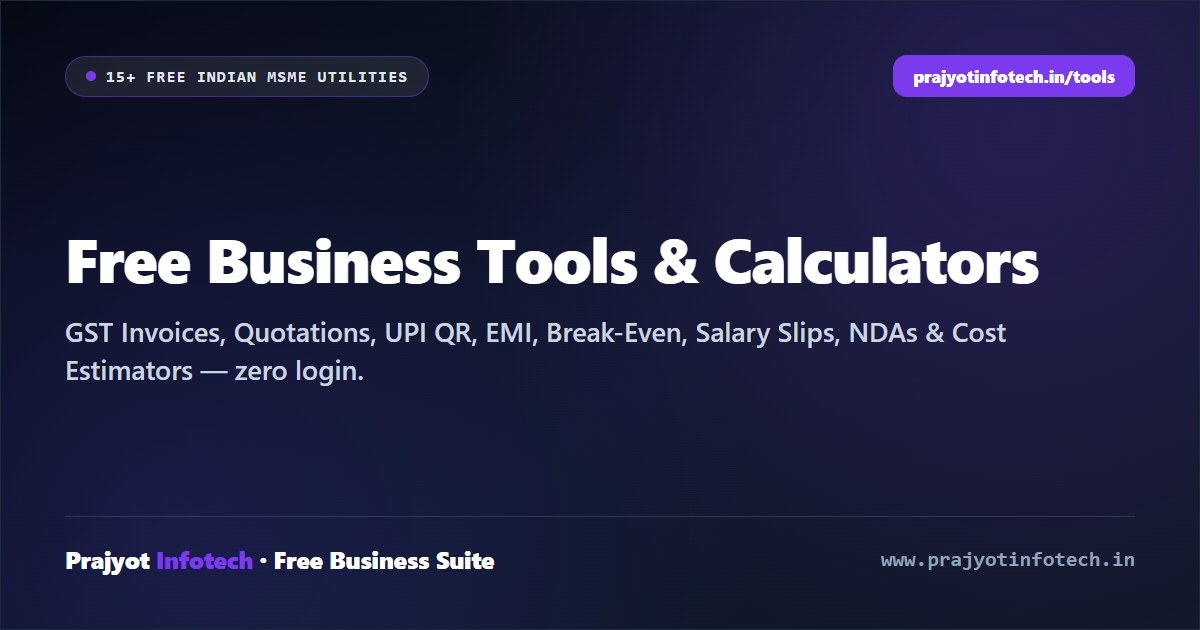 15+ FREE INDIAN MSME UTILITIES
prajyotinfotech.in/tools
Free Business Tools & Calculators
GST Invoices, Quotations, UPI QR, EMI, Break-Even, Salary Slips, NDAs & Cost
Estimators — zero login.
Prajyot Infotech · Free Business Suite
www.prajyotinfotech.in